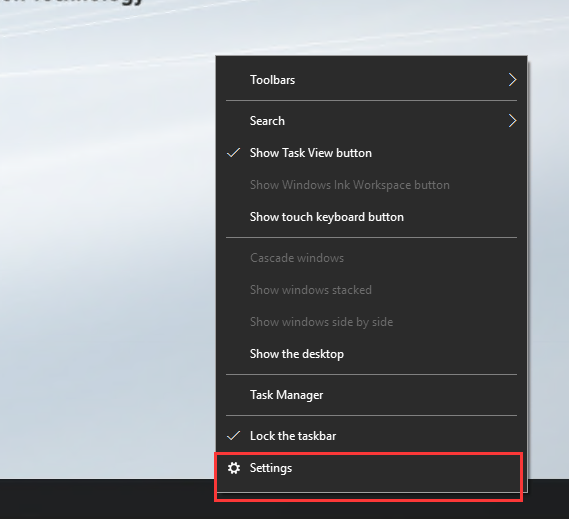 Technology
Toolbars
Search
Show Task View button
Show Windows Ink Workspace button
Show touch keyboard button
Cascade windows
Show windows stacked
Show windows side by side
Show the desktop
Task Manager
Lock the taskbar
Settings